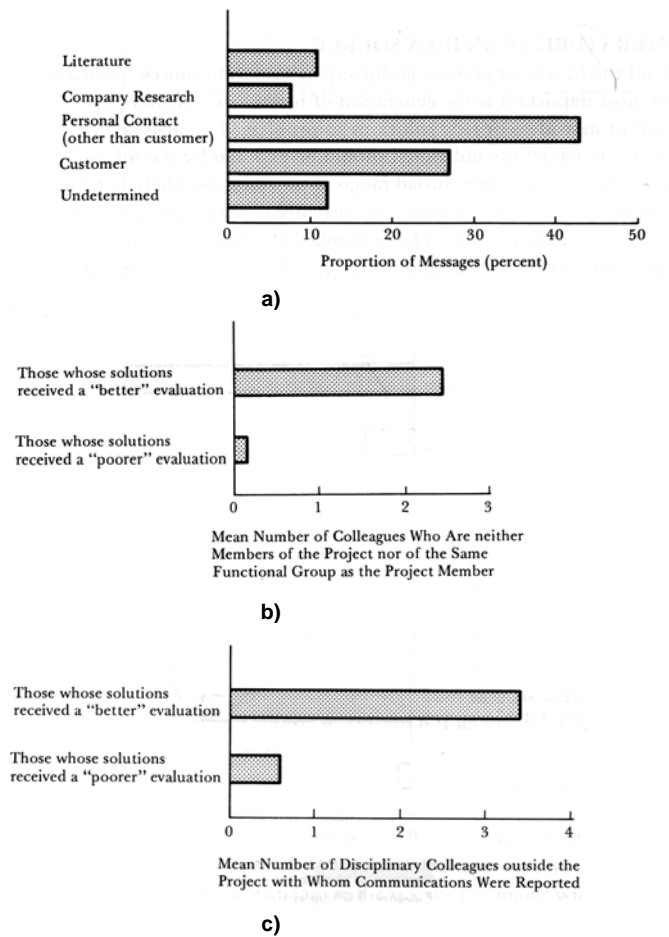 Literature
Company Research
Personal Contact
(other than customer)
Customer
Undetermined
0 10 20 30 40 50
Proportion of Messages (percent)
a)
Those whose solutions
received a “better” evaluation
Those whose solutions
received a “poorer” evaluation
0 1 2 3
Mean Number of Colleagues Who Are neither
Members of the Project nor of the Same
Functional Group as the Project Member
b)
Those whose solutions
received a “better” evaluation
Those whose solutions
received a “poorer” evaluation
0 1 2 3 4
Mean Number of Disciplinary Colleagues outside the
Project with Whom Communications Were Reported
c)